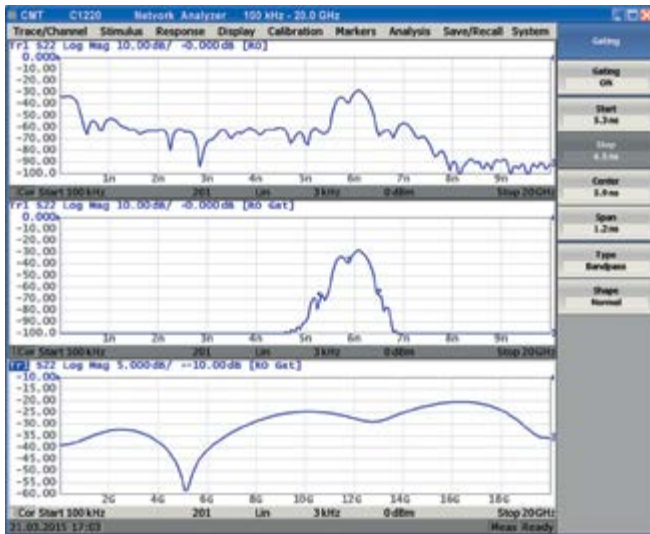 CMT C1220 Network Analyzer 100 kHz - 20.0 GHz
Trace/Channel Stimulus Response Display Calibration Markers Analysis Save/Recall System
Tr1 S22 Log Mag 10.00dB/ -0.000dB [RO]
0.000
-10.00
-20.00
-30.00
-40.00
-50.00
-60.00
-70.00
-80.00
-90.00
-100.0
1n 2n 3n 4n 5n 6n 7n 8n 9n
Cor Start 100 kHz 201 Lin 3 kHz 0 dBm Stop 20 GHz
Tr1 S22 Log Mag 10.00dB/ -0.000dB [RO Gat]
0.000
-10.00
-20.00
-30.00
-40.00
-50.00
-60.00
-70.00
-80.00
-90.00
-100.0
1n 2n 3n 4n 5n 6n 7n 8n 9n
Cor Start 100 kHz 201 Lin 3 kHz 0 dBm Stop 20 GHz
Tr1 S22 Log Mag 5.000dB/ --10.00dB [RO Gat]
-10.00
-15.00
-20.00
-25.00
-30.00
-35.00
-40.00
-45.00
-50.00
-55.00
-60.00
2G 4G 6G 8G 10G 12G 14G 16G 18G
Cor Start 100 kHz 201 Lin 3 kHz 0 dBm Stop 20 GHz
21.03.2015 17:03 Meas Ready
Gating
Gating
ON
Start
5.3 ns
Stop
6.5 ns
Center
5.9 ns
Span
1.2 ns
Type
Bandpass
Shape
Normal